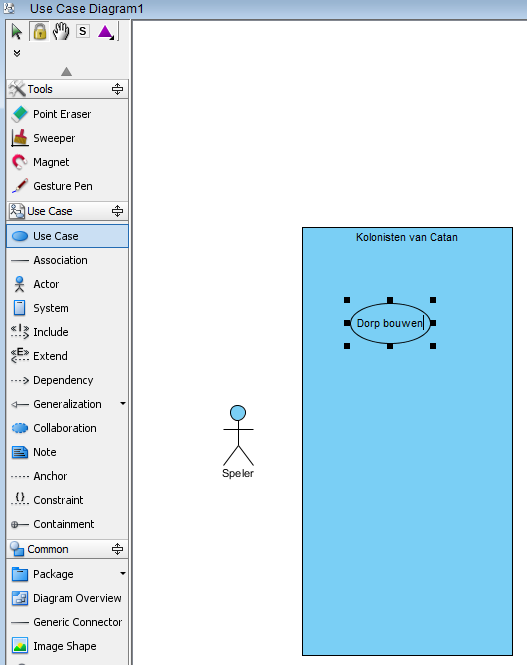 Use Case Diagram1
S
Tools
Point Eraser
Sweeper
Magnet
Gesture Pen
Use Case
Use Case
Association
Actor
System
<<I>> Include
<<E>> Extend
Dependency
Generalization
Collaboration
Note
Anchor
{} Constraint
Containment
Common
Package
Diagram Overview
Generic Connector
Image Shape
Kolonisten van Catan
Dorp bouwen
Speler